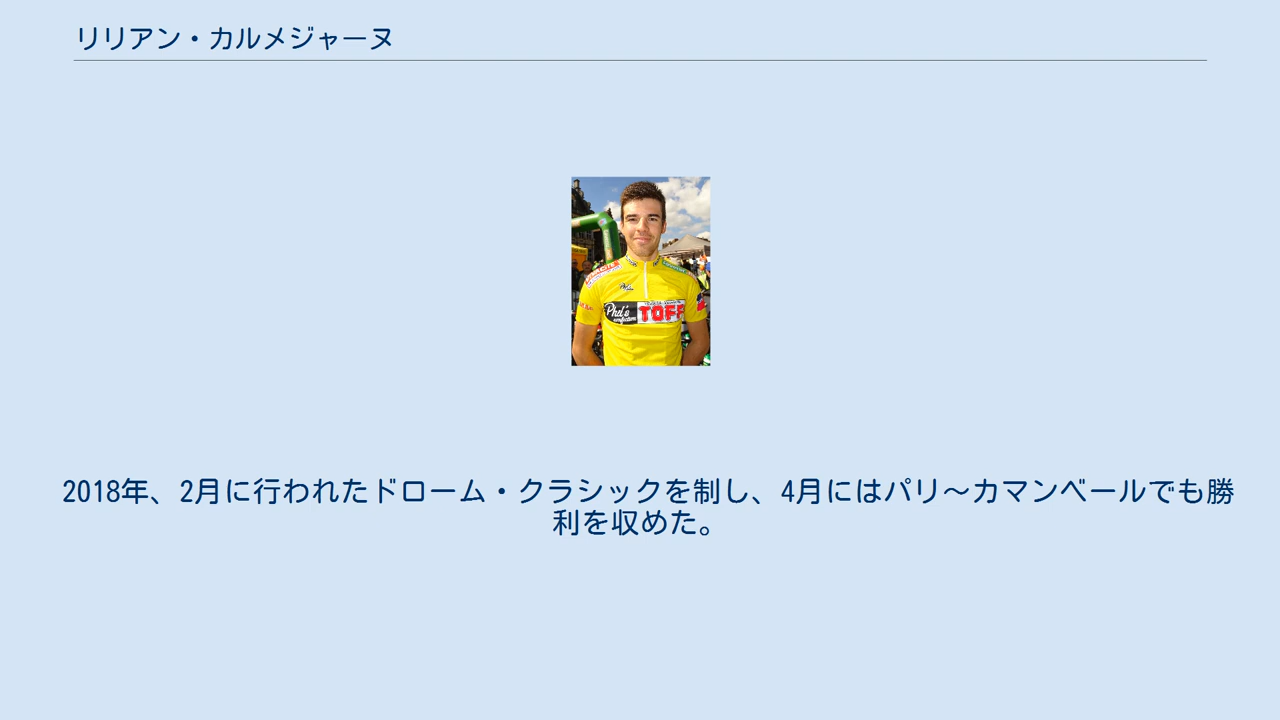 リリアン・カルメジャーヌ
Phil's
TOFF
2018年、2月に行われたドローム・クラシックを制し、4月にはパリ〜カマンベールでも勝
利を収めた。